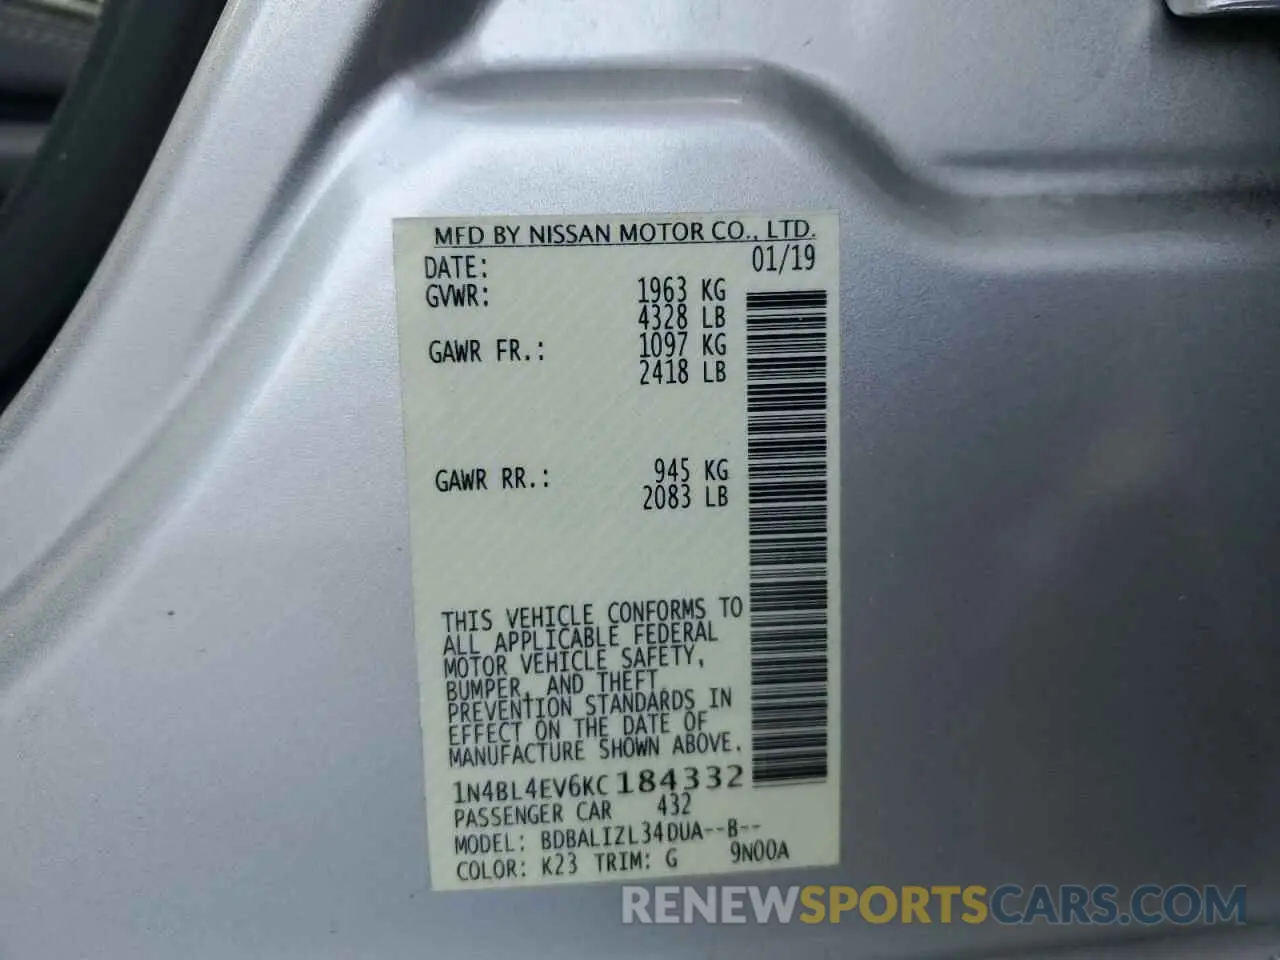 MFD BY NISSAN MOTOR CO., LTD.
DATE: 01/19
GVWR: 1963 KG
4328 LB
GAWR FR.: 1097 KG
2418 LB
GAWR RR.: 945 KG
2083 LB
THIS VEHICLE CONFORMS TO
ALL APPLICABLE FEDERAL
MOTOR VEHICLE SAFETY,
BUMPER, AND THEFT
PREVENTION STANDARDS IN
EFFECT ON THE DATE OF
MANUFACTURE SHOWN ABOVE.
1N4BL4EV6KC184332
PASSENGER CAR 432
MODEL: BDBALIZL34DUA--B--
COLOR: K23 TRIM: G 9N00A
RENEWSPORTSCARS.COM